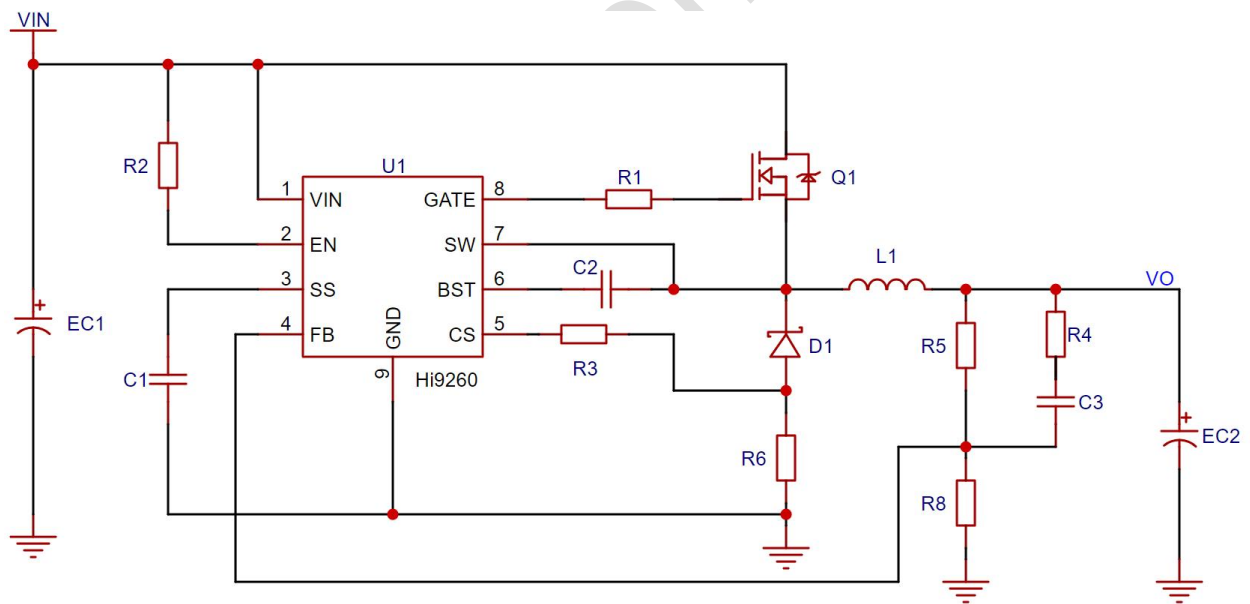 VIN
R2
U1
R1
Q1
1 VIN GATE 8
2 EN SW 7
3 SS BST 6
4 FB GND CS 5
9 Hi9260
C2
L1
VO
EC1
C1
R3
D1
R5
R4
C3
EC2
R6
R8